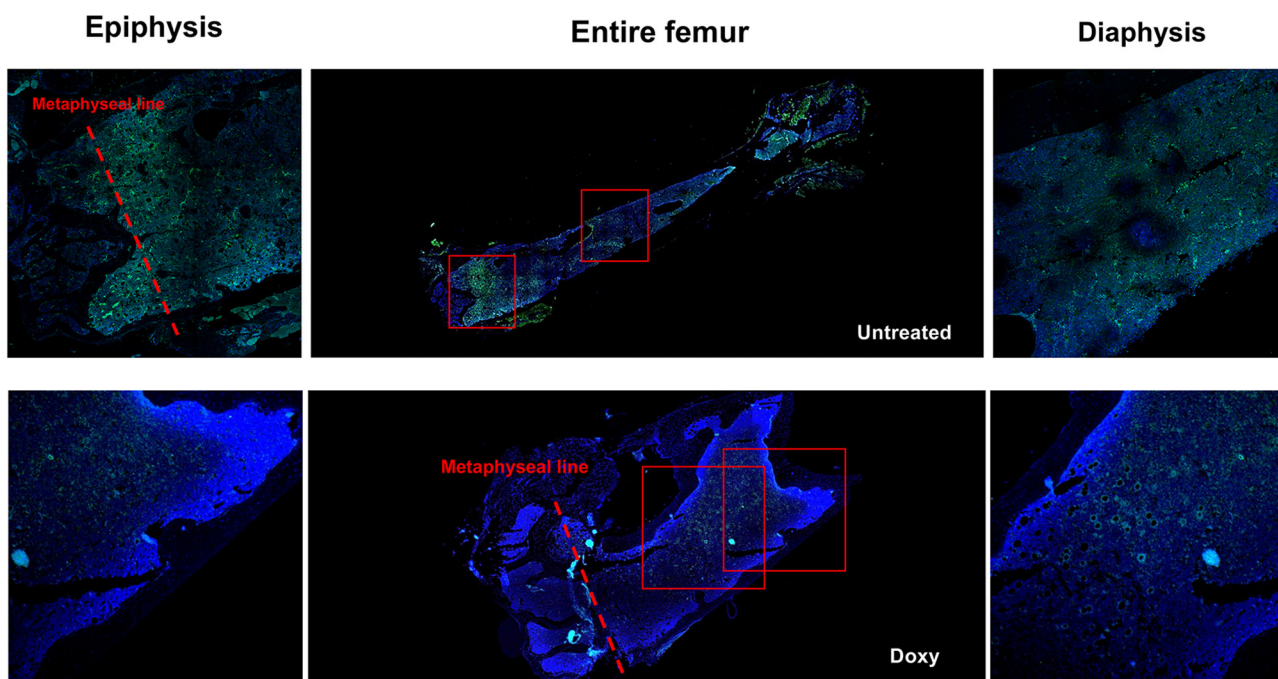 Epiphysis
Entire femur
Diaphysis
Metaphyseal line
Untreated
Metaphyseal line
Doxy